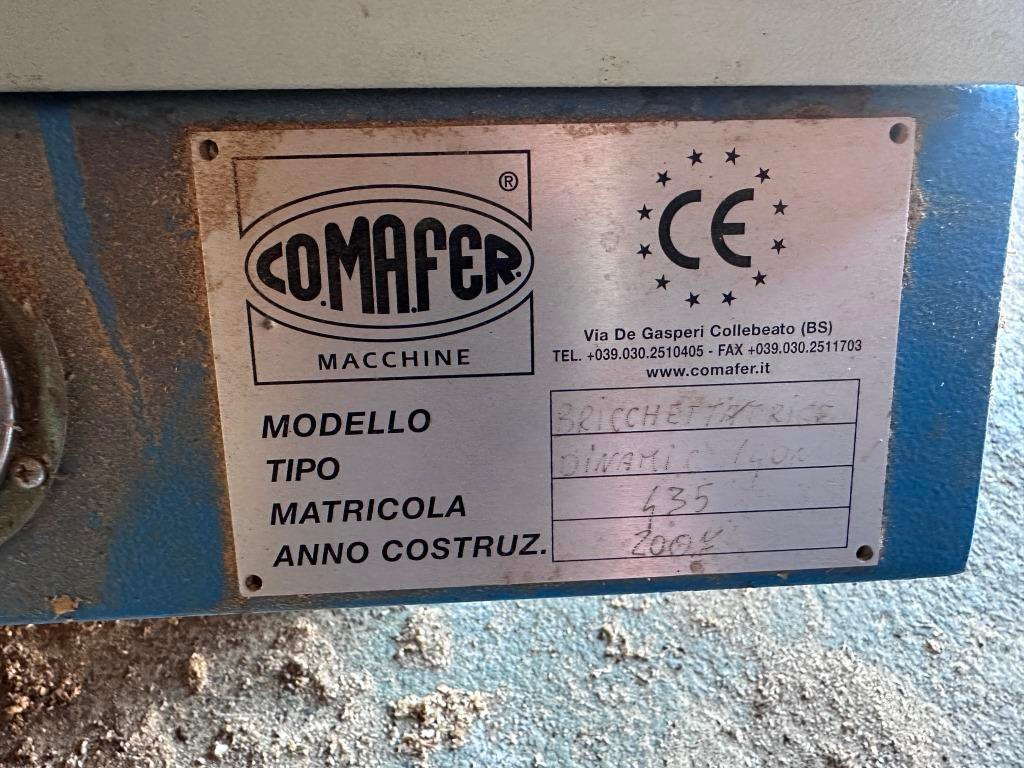 ®
CO.MA.FER.
MACCHINE
CE
Via De Gasperi Collebeato (BS)
TEL. +039.030.2510405 - FAX +039.030.2511703
www.comafer.it
MODELLO BRICCHETTATRICE
TIPO DINAMIC
MATRICOLA 435
ANNO COSTRUZ.